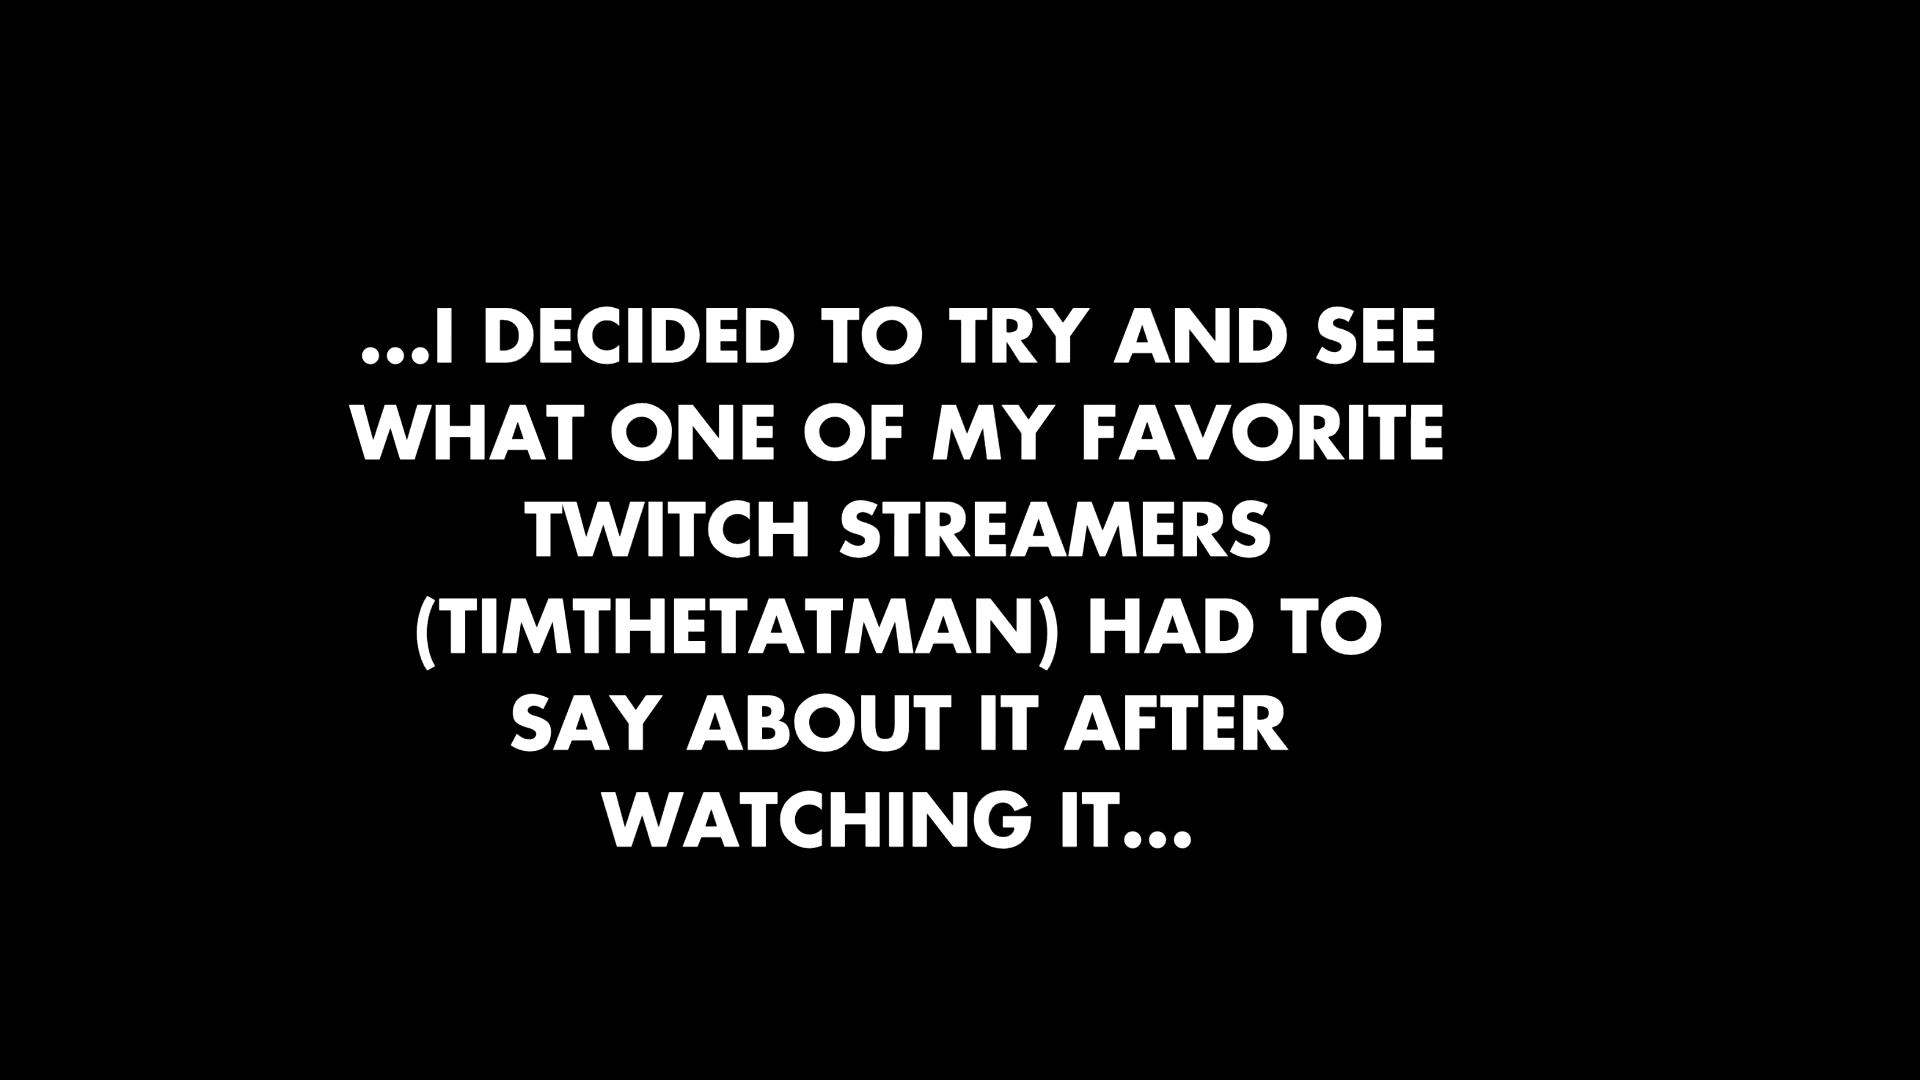 ...I DECIDED TO TRY AND SEE
WHAT ONE OF MY FAVORITE
TWITCH STREAMERS
(TIMTHETATMAN) HAD TO
SAY ABOUT IT AFTER
WATCHING IT...